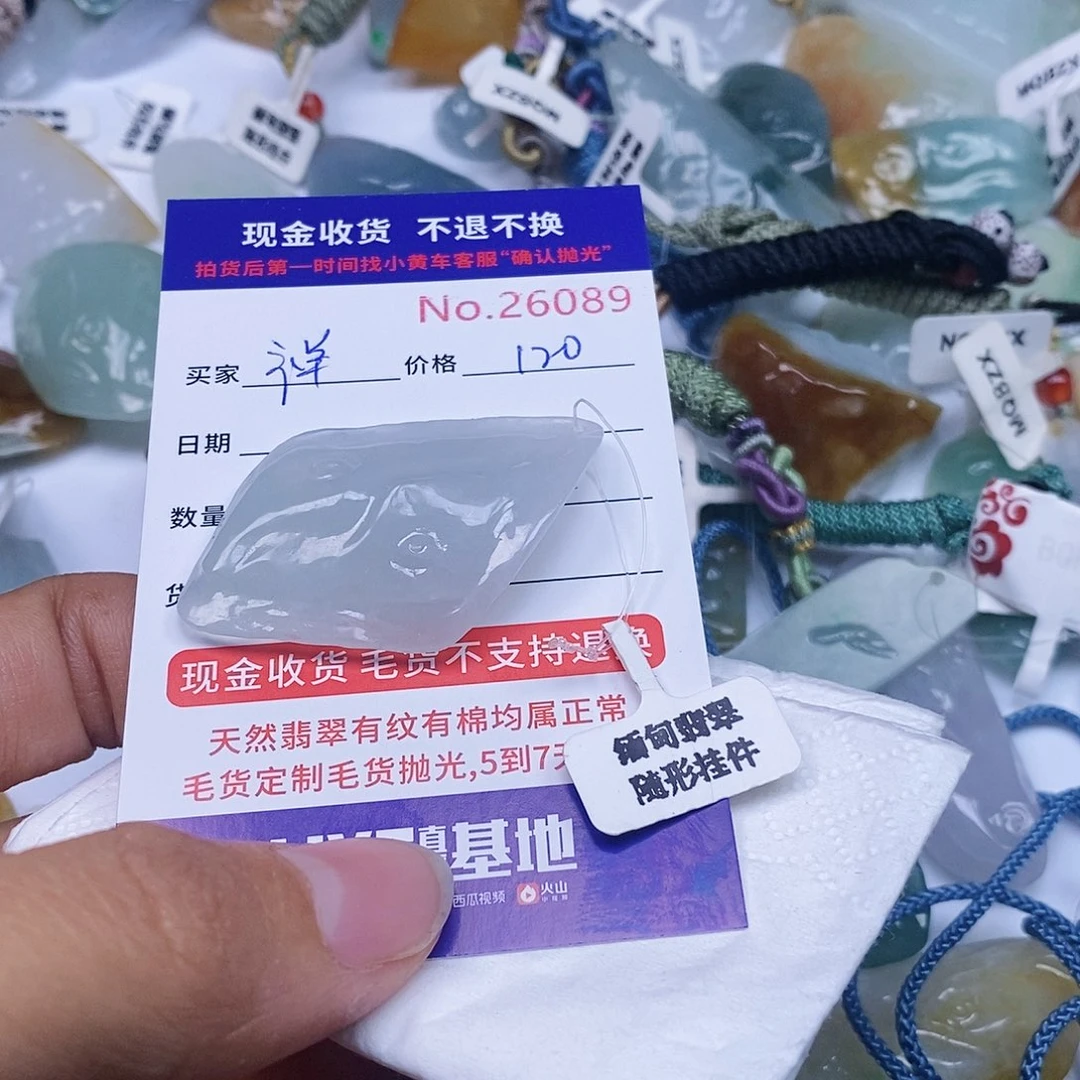 现金收货 不退不换
拍货后第一时间找小黄车客服“确认抛光”
No.26089
买家 祥 价格 120
日期
数量
货
现金收货 毛货不支持退换
天然翡翠有纹有棉均属正常
毛货定制毛货抛光,5到7天
缅甸翡翠
随形挂件
基地
西瓜视频 火山
MQ8ZX
MQ8ZX